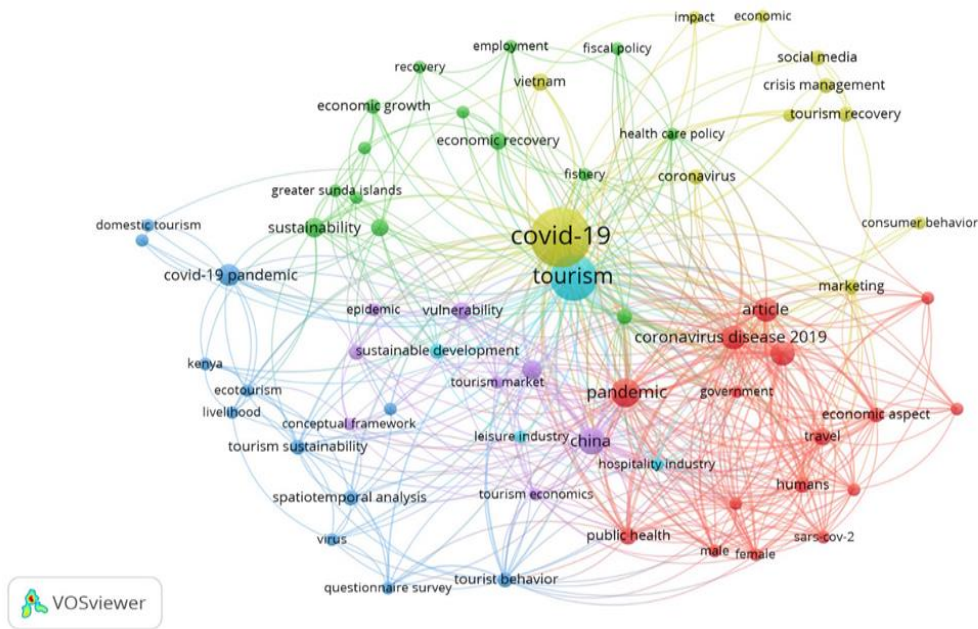 impact
economic
employment
fiscal policy
social media
recovery
vietnam
crisis management
economic growth
tourism recovery
economic recovery
health care policy
fishery
coronavirus
greater sunda islands
domestic tourism
sustainability
covid-19
consumer behavior
covid-19 pandemic
tourism
marketing
epidemic
vulnerability
article
sustainable development
coronavirus disease 2019
kenya
tourism market
pandemic
government
ecotourism
livelihood
economic aspect
conceptual framework
leisure industry
china
travel
tourism sustainability
hospitality industry
humans
spatiotemporal analysis
tourism economics
virus
public health
sars-cov-2
male
female
questionnaire survey
tourist behavior
VOSviewer